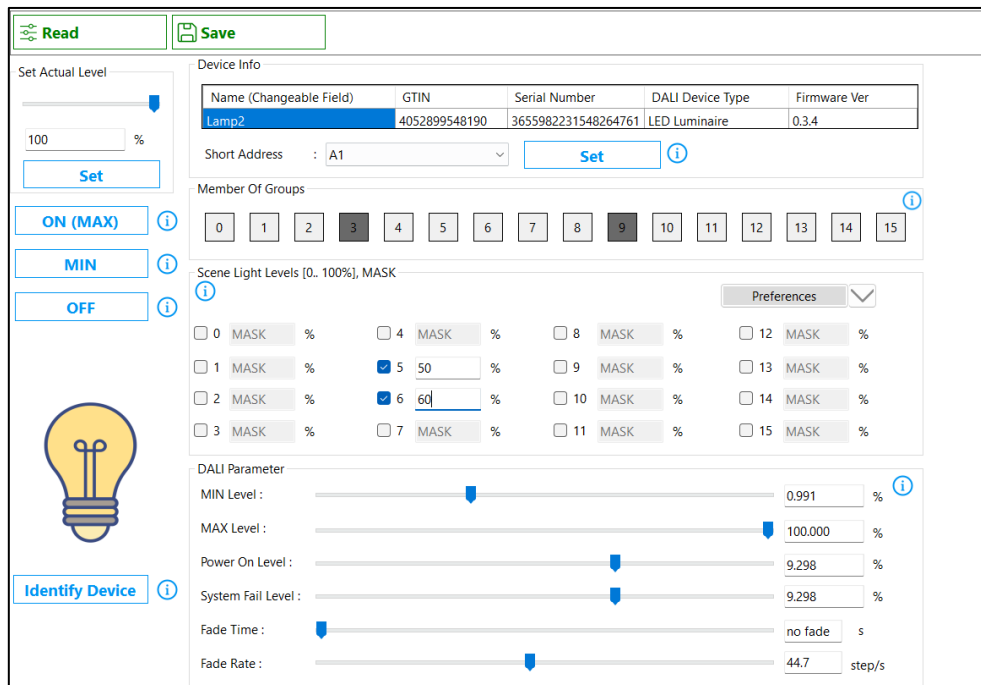 Read
Save
Set Actual Level
100 %
Set
ON (MAX)
MIN
OFF
Identify Device
Device Info
Name (Changeable Field) GTIN Serial Number DALI Device Type Firmware Ver
Lamp2 4052899548190 3655982231548264761 LED Luminaire 0.3.4
Short Address : A1 Set
Member Of Groups
0 1 2 3 4 5 6 7 8 9 10 11 12 13 14 15
Scene Light Levels [0.. 100%], MASK
Preferences
0 MASK % 4 MASK % 8 MASK % 12 MASK %
1 MASK % 5 50 % 9 MASK % 13 MASK %
2 MASK % 6 60 % 10 MASK % 14 MASK %
3 MASK % 7 MASK % 11 MASK % 15 MASK %
DALI Parameter
MIN Level : 0.991 %
MAX Level : 100.000 %
Power On Level : 9.298 %
System Fail Level : 9.298 %
Fade Time : no fade s
Fade Rate : 44.7 step/s